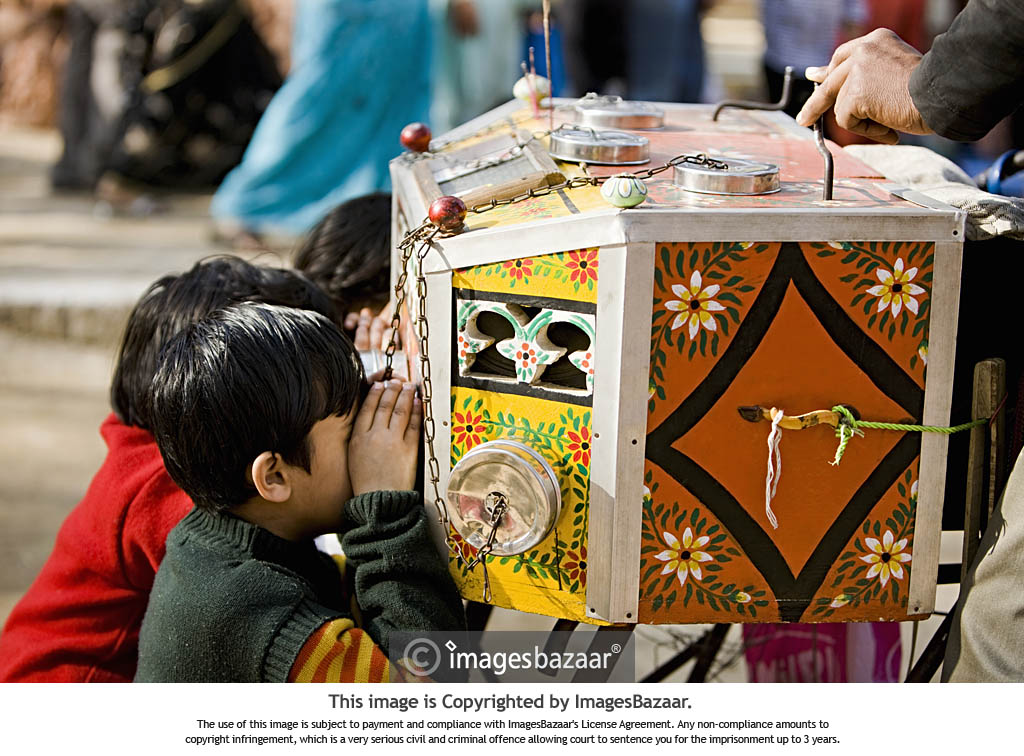 © imagesbazaar®
This image is Copyrighted by ImagesBazaar.
The use of this image is subject to payment and compliance with ImagesBazaar's License Agreement. Any non-compliance amounts to
copyright infringement, which is a very serious civil and criminal offence allowing court to sentence you for the imprisonment up to 3 years.